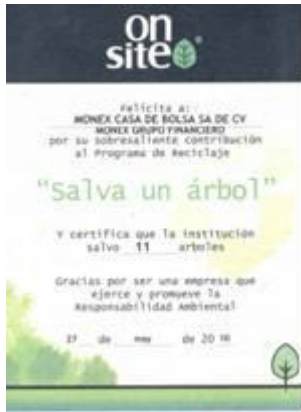 on
site
Felicita a:
MONEX CASA DE BOLSA SA DE CV
MONEX GRUPO FINANCIERO
por su sobresaliente contribución
al Programa de Reciclaje
"Salva un árbol"
Y certifica que la institución
salvo 11 arboles
Gracias por ser una empresa que
ejerce y promueve la
Responsabilidad Ambiental
de de 20